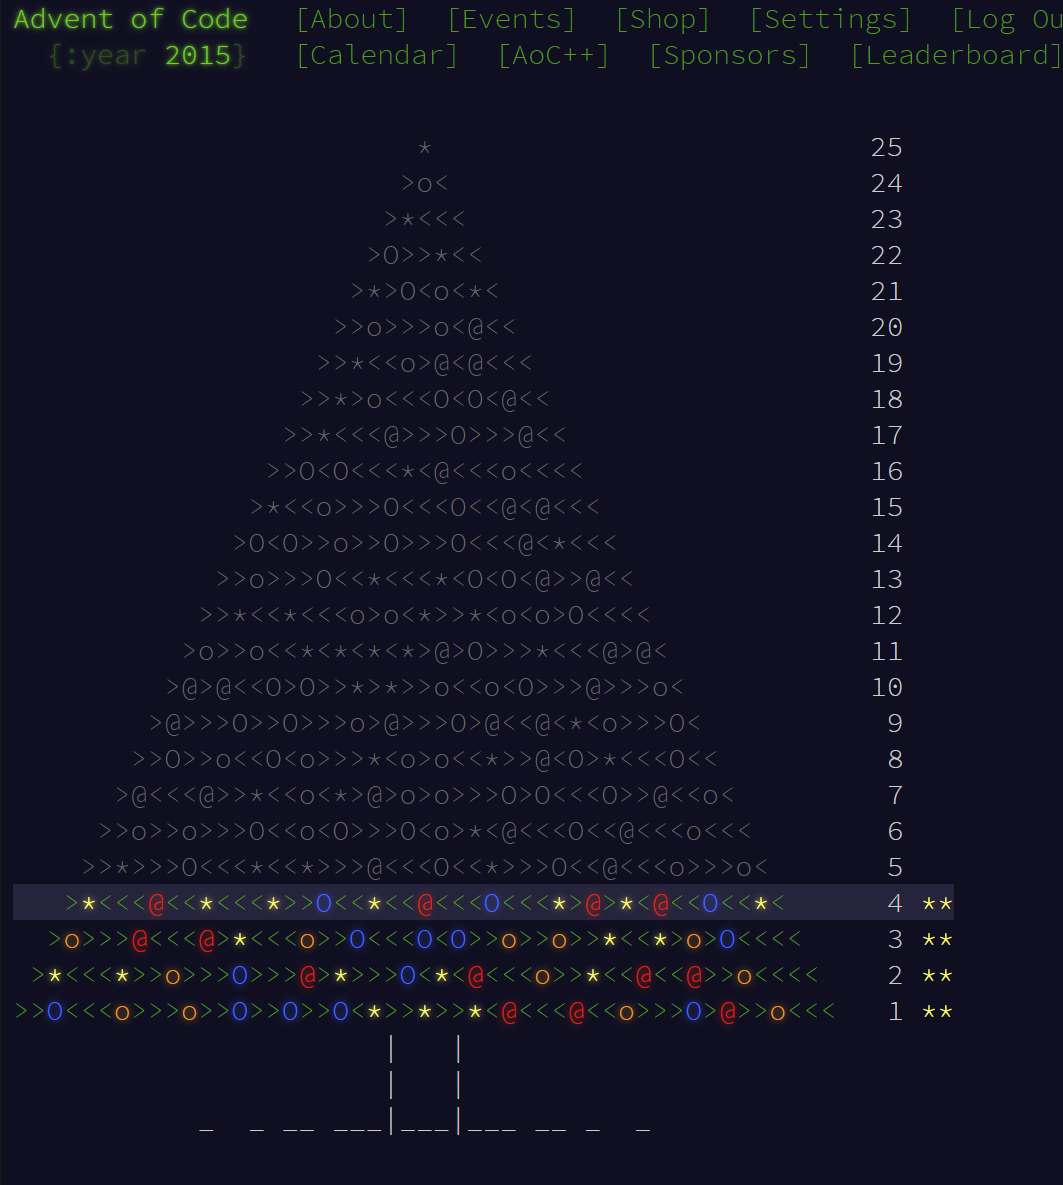 Advent of Code [About] [Events] [Shop] [Settings] [Log Ou
{:year 2015} [Calendar] [AoC++] [Sponsors] [Leaderboard]
* 25
>o< 24
>*<<< 23
>O>>*<< 22
>*>O<o<*< 21
>>o>>>o<@<< 20
>>*<<o>@<@<<< 19
>>*>o<<<O<O<@<< 18
>>*<<<@>>>O>>>@<< 17
>>O<O<<<*<@<<<o<<<< 16
>*<<o>>>O<<<O<<@<@<<< 15
>O<O>>o>>O>>>O<<<@<*<<< 14
>>o>>>O<<*<<<*<O<O<@>>@<< 13
>>*<<*<<<o>o<*>>*<o<o>O<<<< 12
>o>>o<<*<*<*<*>@>O>>>*<<<@>@< 11
>@>@<<O>O>>*>*>>o<<o<O>>>@>>>o< 10
>@>>>O>>O>>>o>@>>>O>@<<@<*<o>>>O< 9
>>O>>o<<O<o>>>*<o>o<<*>>@<O>*<<<O<< 8
>@<<<@>>*<<o<*>@>o>o>>>O>O<<<O>>@<<o< 7
>>o>>o>>>O<<o<O>>>O<o>*<@<<<O<<@<<<o<<< 6
>>*>>>O<<<*<<*>>>@<<<O<<*>>>O<<@<<<o>>>o< 5
>*<<<@<<*<<<*>>O<<*<<@<<<O<<<*>@>*<@<<O<<*< 4 **
>o>>>@<<<@>*<<<o>>O<<<O<O>>o>>o>>*<<*>o>O<<<< 3 **
>*<<<*>>o>>>O>>>@>*>>>O<*<@<<<o>>*<<@<<@>>o<<<< 2 **
>>O<<<o>>>o>>O>>O>>O<*>>*>>*<@<<<@<<o>>>O>@>>o<<< 1 **
| |
| |
_ _ __ ___|___|___ __ _ _